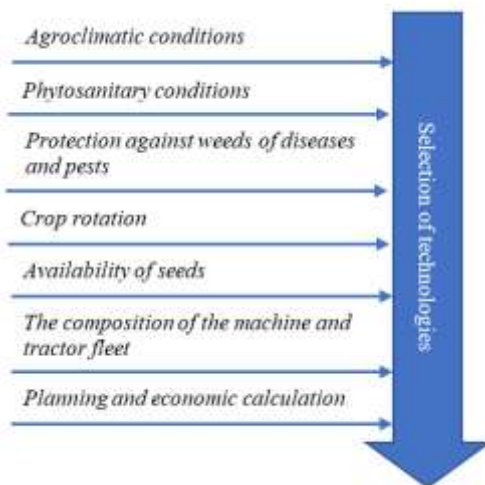 Agroclimatic conditions
Phytosanitary conditions
Protection against weeds of diseases
and pests
Crop rotation
Availability of seeds
The composition of the machine and
tractor fleet
Planning and economic calculation
Selection of technologies